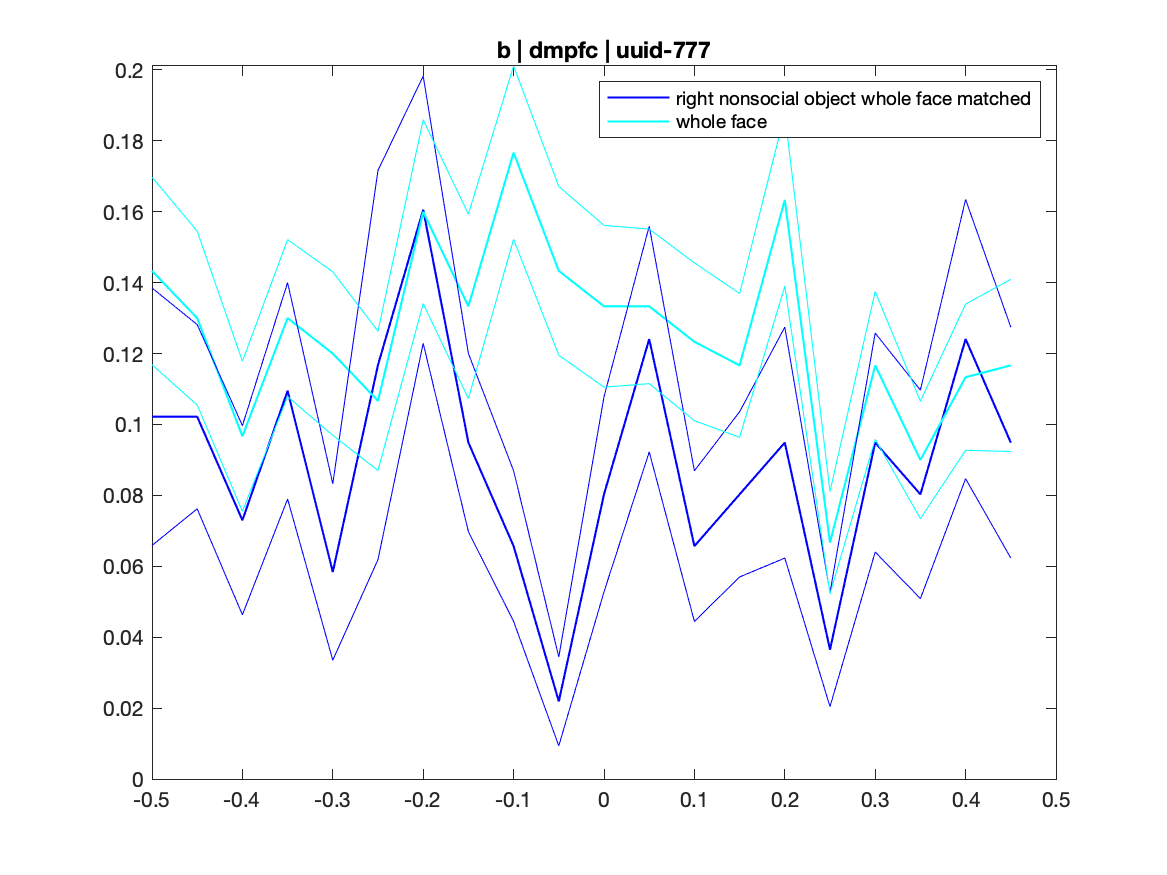 b | dmpfc | uuid-777
right nonsocial object whole face matched
whole face
0.2
0.18
0.16
0.14
0.12
0.1
0.08
0.06
0.04
0.02
0
-0.5 -0.4 -0.3 -0.2 -0.1 0 0.1 0.2 0.3 0.4 0.5